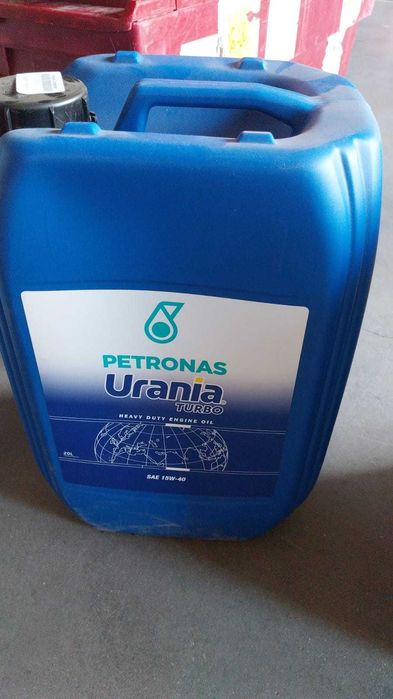 PETRONAS
Urania®
TURBO
HEAVY DUTY ENGINE OIL
20L
SAE 15W-40